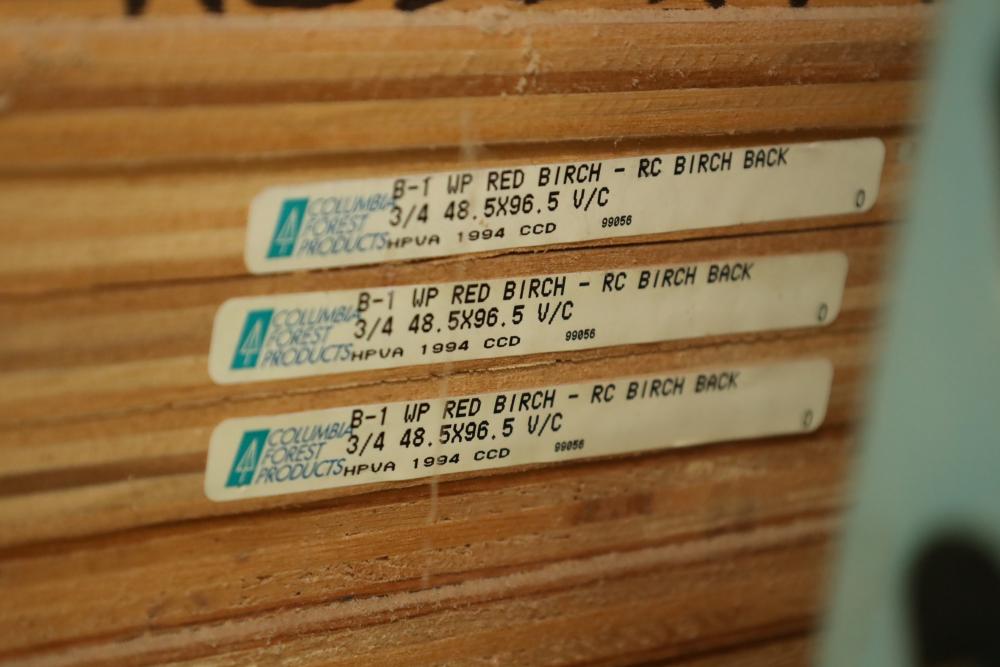 COLUMBIA
FOREST
PRODUCTS
B-1 WP RED BIRCH - RC BIRCH BACK
3/4 48.5X96.5 V/C
HPVA 1994 CCD 99056
0
COLUMBIA
FOREST
PRODUCTS
B-1 WP RED BIRCH - RC BIRCH BACK
3/4 48.5X96.5 V/C
HPVA 1994 CCD 99056
0
COLUMBIA
FOREST
PRODUCTS
B-1 WP RED BIRCH - RC BIRCH BACK
3/4 48.5X96.5 V/C
HPVA 1994 CCD 99056
0